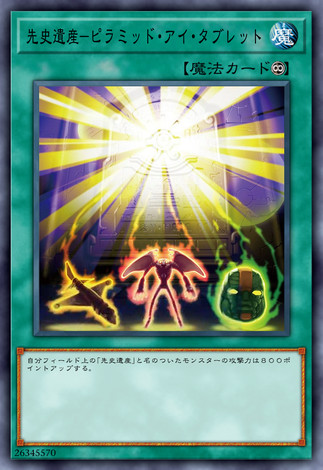 先史遺産-ピラミッド・アイ・タブレット
魔
【魔法カード】
自分フィールド上の「先史遺産」と名のついたモンスターの攻撃力は８００ポ
イントアップする。
26345570